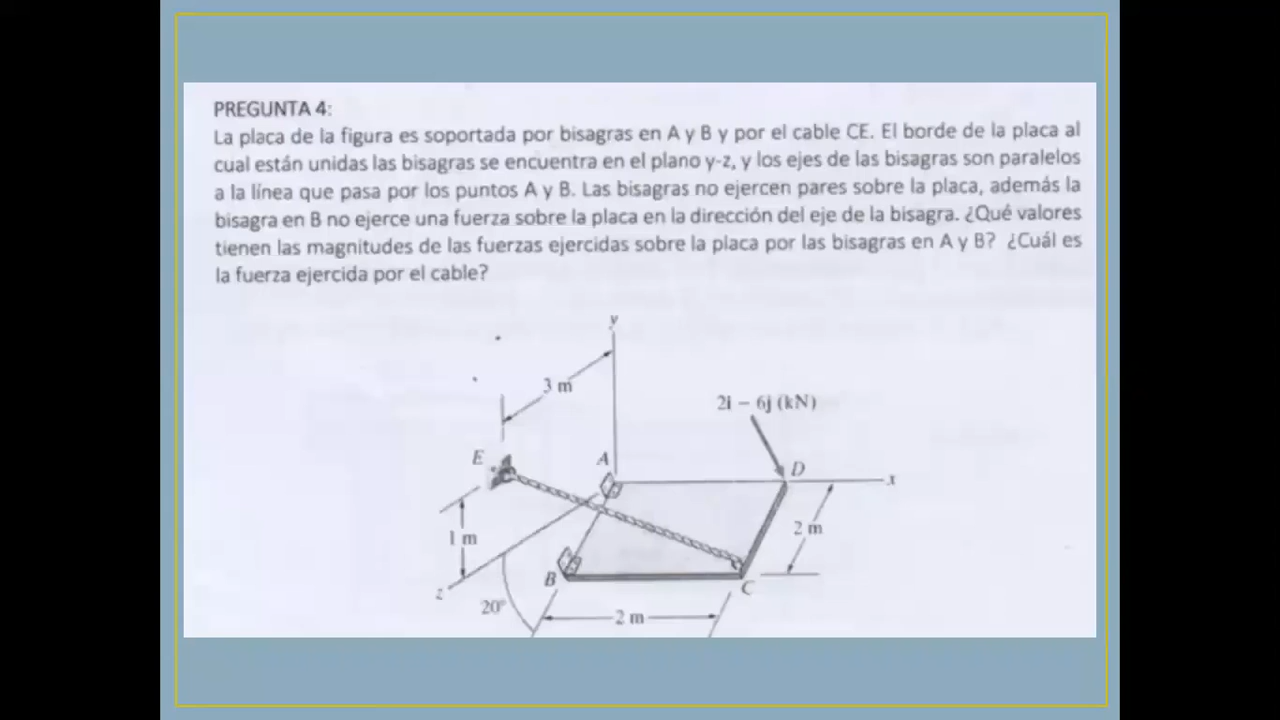 PREGUNTA 4:
La placa de la figura es soportada por bisagras en A y B y por el cable CE. El borde de la placa al
cual están unidas las bisagras se encuentra en el plano y-z, y los ejes de las bisagras son paralelos
a la línea que pasa por los puntos A y B. Las bisagras no ejercen pares sobre la placa, además la
bisagra en B no ejerce una fuerza sobre la placa en la dirección del eje de la bisagra. ¿Qué valores
tienen las magnitudes de las fuerzas ejercidas sobre la placa por las bisagras en A y B? ¿Cuál es
la fuerza ejercida por el cable?
y
3 m
2i – 6j (kN)
E
A
D
x
1 m
2 m
z
B
C
20°
2 m